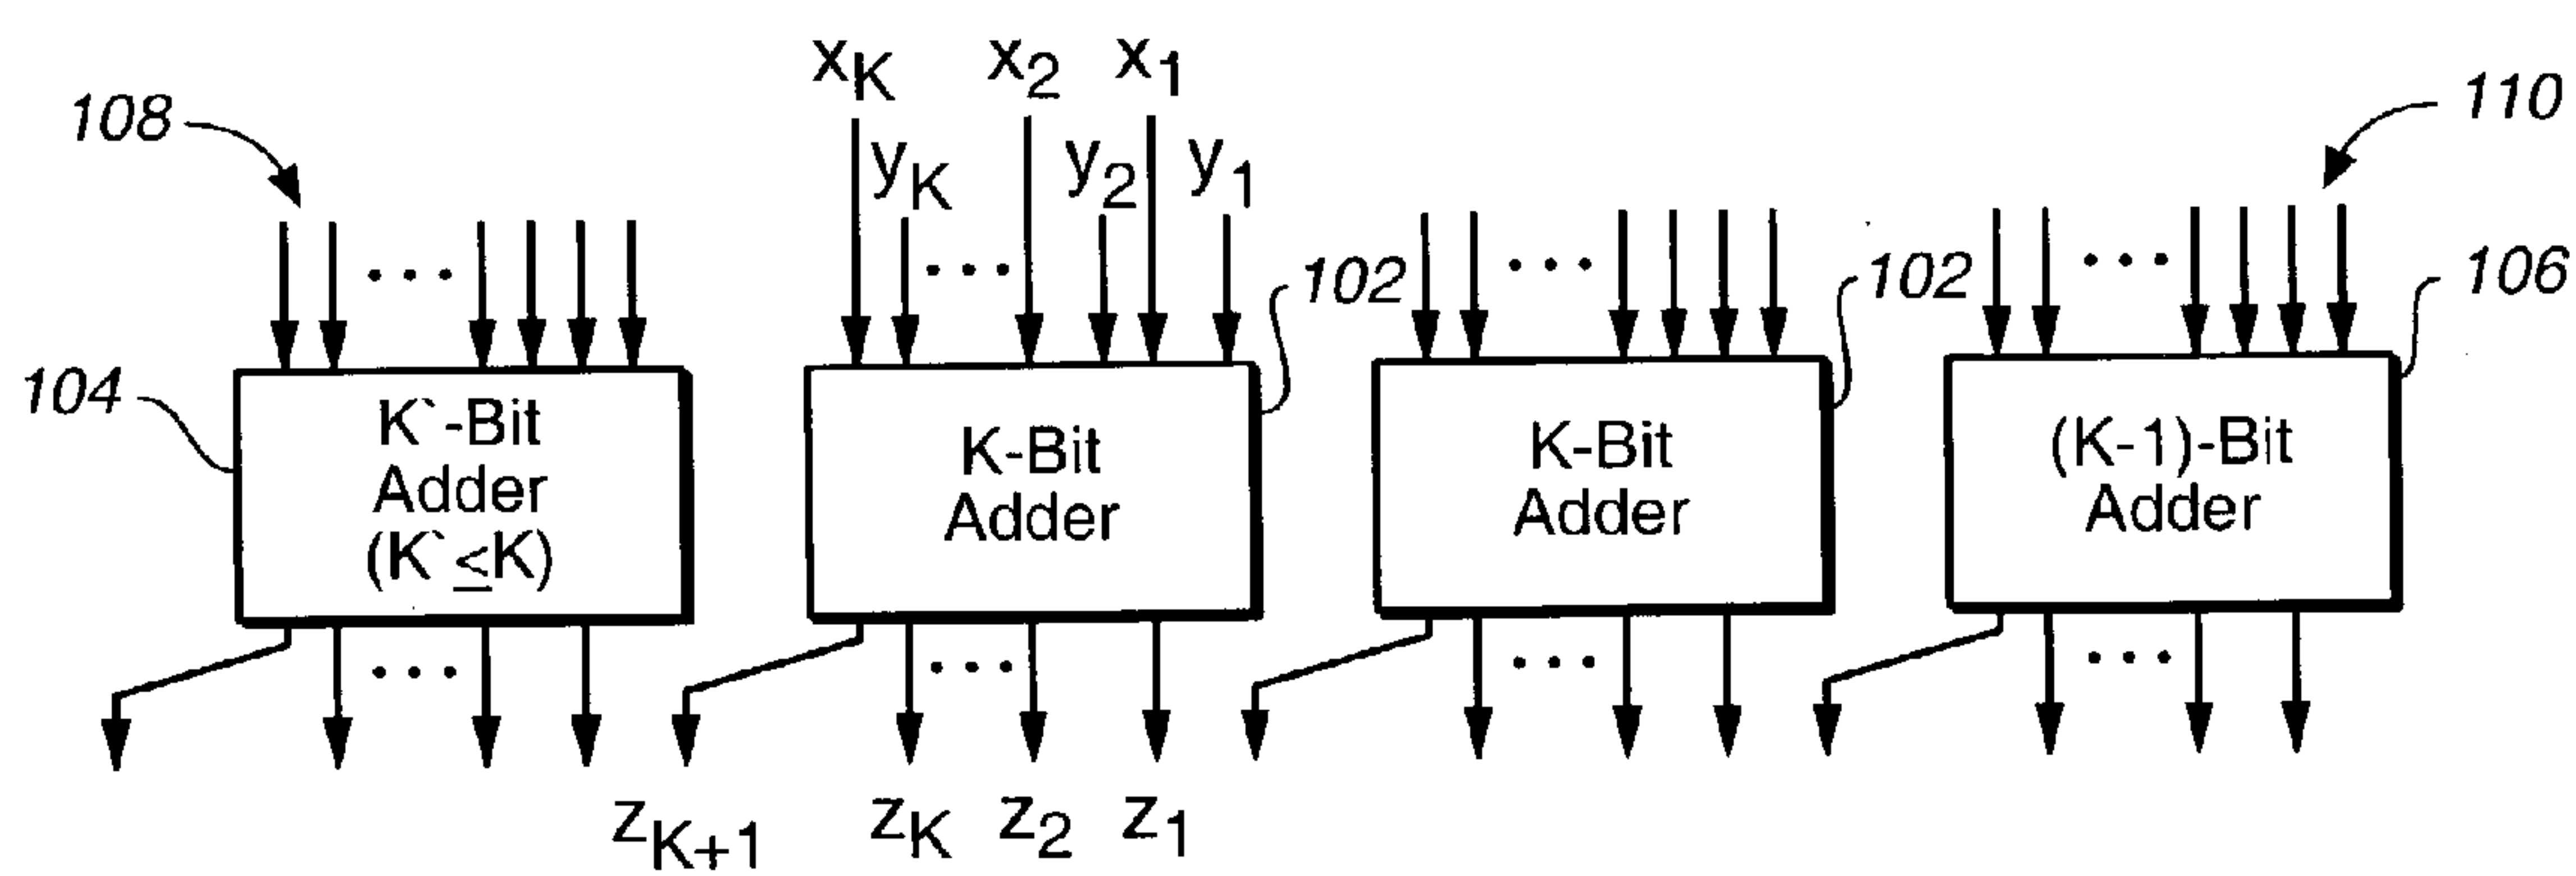 x_K x_2 x_1
108
110
y_K y_2 y_1
102
102
106
104
K`-Bit
Adder
(K`≤K)
K-Bit
Adder
K-Bit
Adder
(K-1)-Bit
Adder
z_{K+1} z_K z_2 z_1